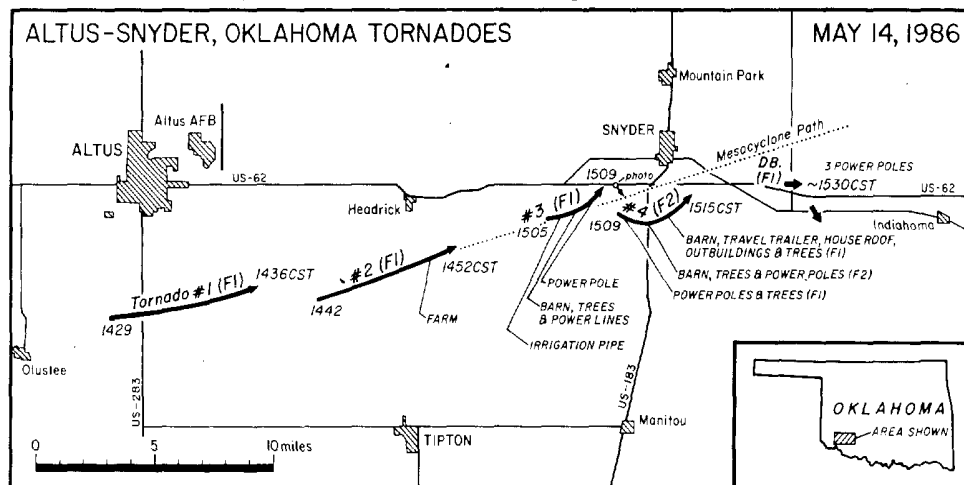 ALTUS-SNYDER, OKLAHOMA TORNADOES
MAY 14, 1986
Mountain Park
Altus AFB
ALTUS
SNYDER
Mesocyclone Path
US-62
Headrick
1509
photo
D.B.
(F1)
3 POWER POLES
~1530CST
US-62
Indiahoma
#3 (F1)
1505
1509
#4 (F2)
1515CST
BARN, TRAVEL TRAILER, HOUSE ROOF,
OUTBUILDINGS & TREES (F1)
BARN, TREES & POWER POLES (F2)
POWER POLES & TREES (F1)
Tornado #1 (F1)
1436CST
1429
#2 (F1)
1452CST
1442
FARM
POWER POLE
BARN, TREES
& POWER LINES
IRRIGATION PIPE
Olustee
US-283
US-183
Manitou
TIPTON
0 5 10 miles
OKLAHOMA
AREA SHOWN